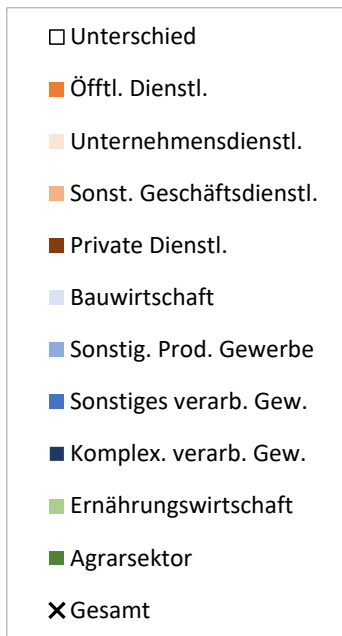 Unterschied
Öfftl. Dienstl.
Unternehmensdienstl.
Sonst. Geschäftsdienstl.
Private Dienstl.
Bauwirtschaft
Sonstig. Prod. Gewerbe
Sonstiges verarb. Gew.
Komplex. verarb. Gew.
Ernährungswirtschaft
Agrarsektor
Gesamt